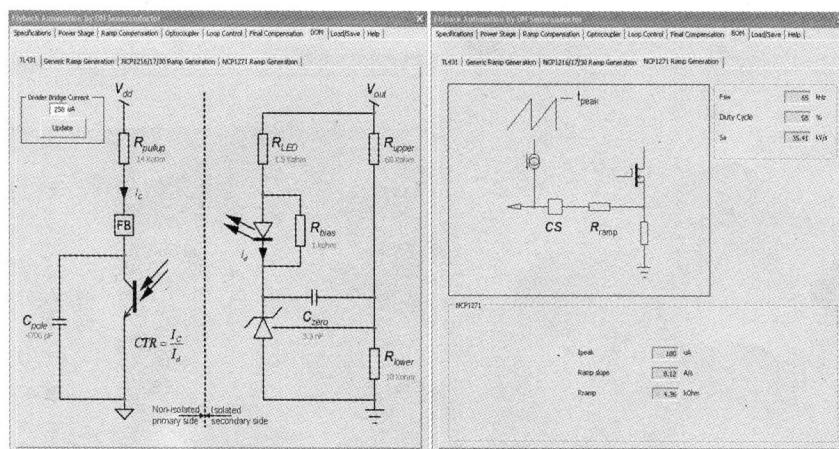 Flyback Automation by ON Semiconductor
Specifications | Power Stage | Ramp Compensation | Optocoupler | Loop Control | Final Compensation | BOM | Load/Save | Help
TL431 | Generic Ramp Generation | NCP1216/17/30 Ramp Generation | NCP1271 Ramp Generation
Divider Bridge Current
250 uA
Update
Vdd
Rpullup
14 Kohm
Ic
FB
Cpole
4700 pF
CTR = IC / Id
Non-isolated primary side
Isolated secondary side
Vout
RLED
1.5 Kohm
Rupper
68 Kohm
Rbias
1 kohm
Id
Czero
3.3 nF
Rlower
10 Kohm
Flyback Automation by ON Semiconductor
Specifications | Power Stage | Ramp Compensation | Optocoupler | Loop Control | Final Compensation | BOM | Load/Save | Help
TL431 | Generic Ramp Generation | NCP1216/17/30 Ramp Generation | NCP1271 Ramp Generation
Ipeak
CS
Rramp
Fsw 65 kHz
Duty Cycle %
kV/s
NCP1271
Ipeak 100 uA
Ramp slope 8.12 A/s
Rramp 4.36 kOhm